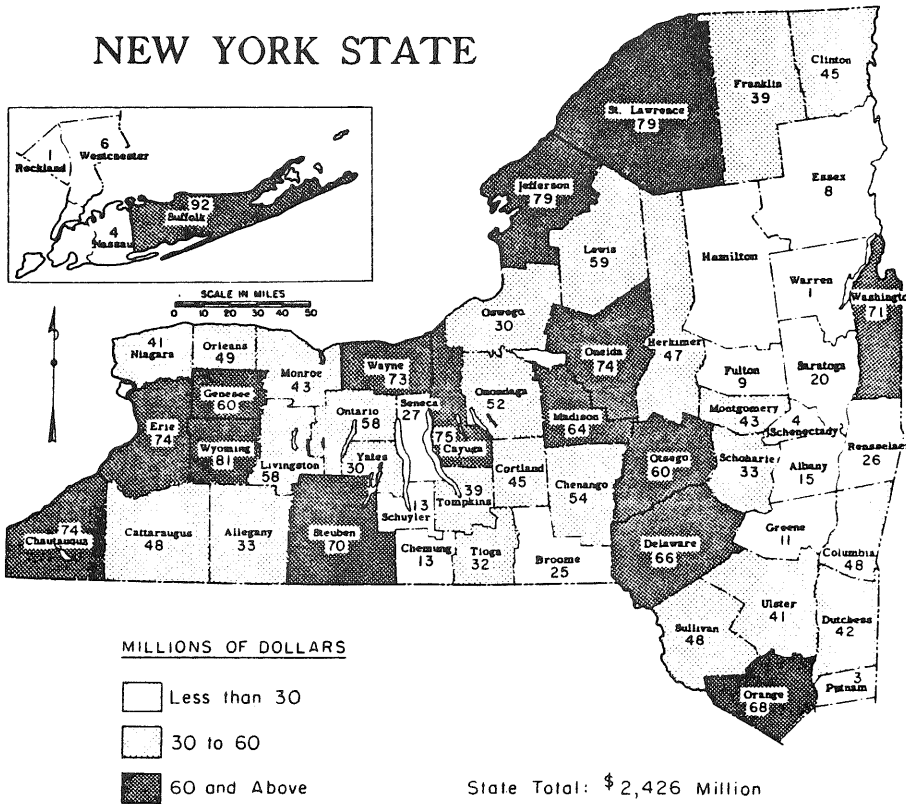 NEW YORK STATE
Clinton
45
Franklin
39
St. Lawrence
79
6
Westchester
1
Rockland
92
Suffolk
4
Nassau
Essex
8
Jefferson
79
Lewis
59
Hamilton
Warren
1
Washington
71
SCALE IN MILES
0 10 20 30 40 50
Oswego
30
Herkimer
47
Oneida
74
Fulton
9
Saratoga
20
41
Niagara
Orleans
49
Monroe
43
Wayne
73
Genesee
60
Seneca
27
Onondaga
52
Madison
64
Montgomery
43
4
Schenectady
Erie
74
Wyoming
81
Livingston
58
Ontario
58
Yates
30
75
Cayuga
Cortland
45
Chenango
54
Otsego
60
Schoharie
33
Albany
15
Rensselaer
26
74
Chautauqua
Cattaraugus
48
Allegany
33
Steuben
70
13
Schuyler
39
Tompkins
Chemung
13
Tioga
32
Broome
25
Delaware
66
Greene
11
Columbia
48
Sullivan
48
Ulster
41
Dutchess
42
Orange
68
3
Putnam
MILLIONS OF DOLLARS
Less than 30
30 to 60
60 and Above
State Total: $2,426 Million